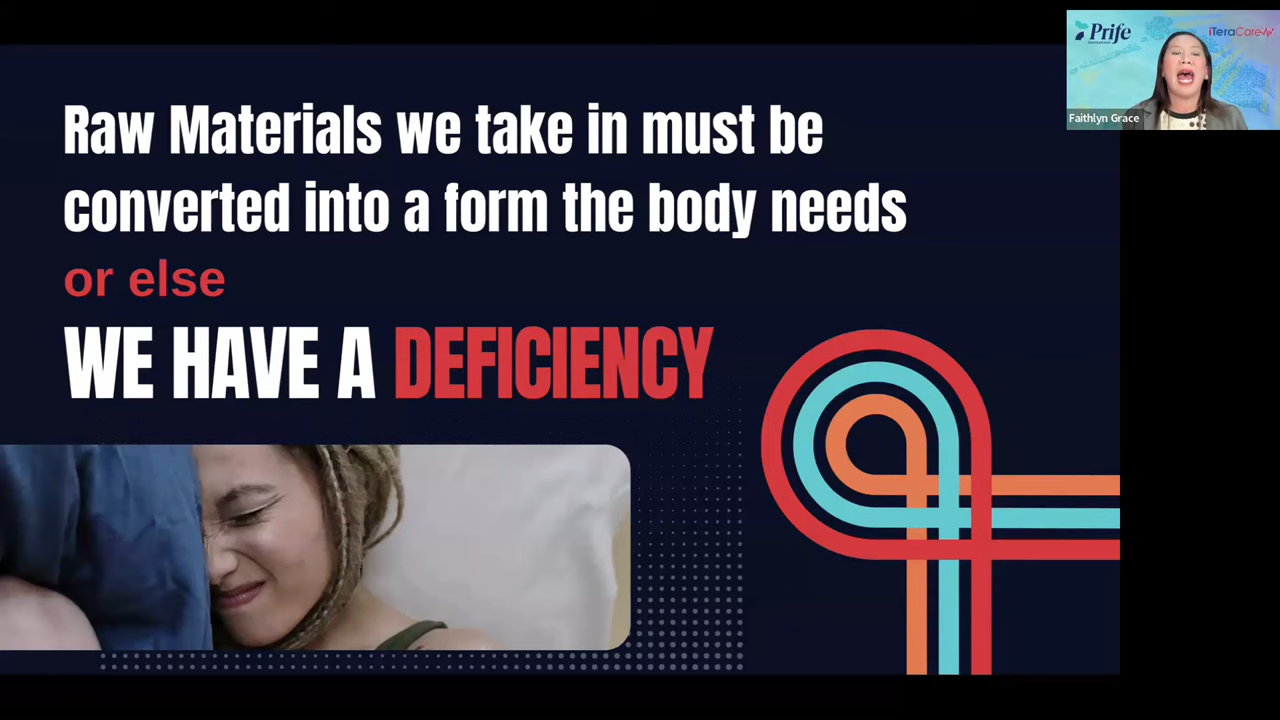 Raw Materials we take in must be
converted into a form the body needs
or else
WE HAVE A DEFICIENCY
Prife
iTeraCare
Faithlyn Grace